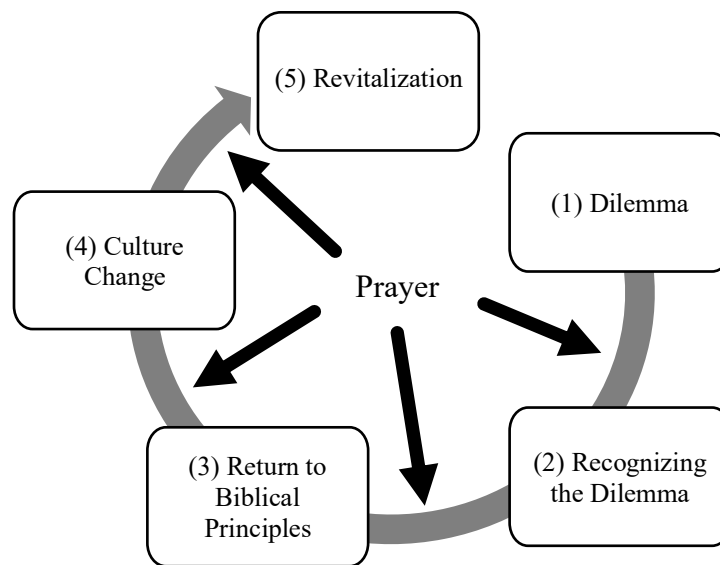 (5) Revitalization
(1) Dilemma
(4) Culture
Change
Prayer
(2) Recognizing
the Dilemma
(3) Return to
Biblical
Principles